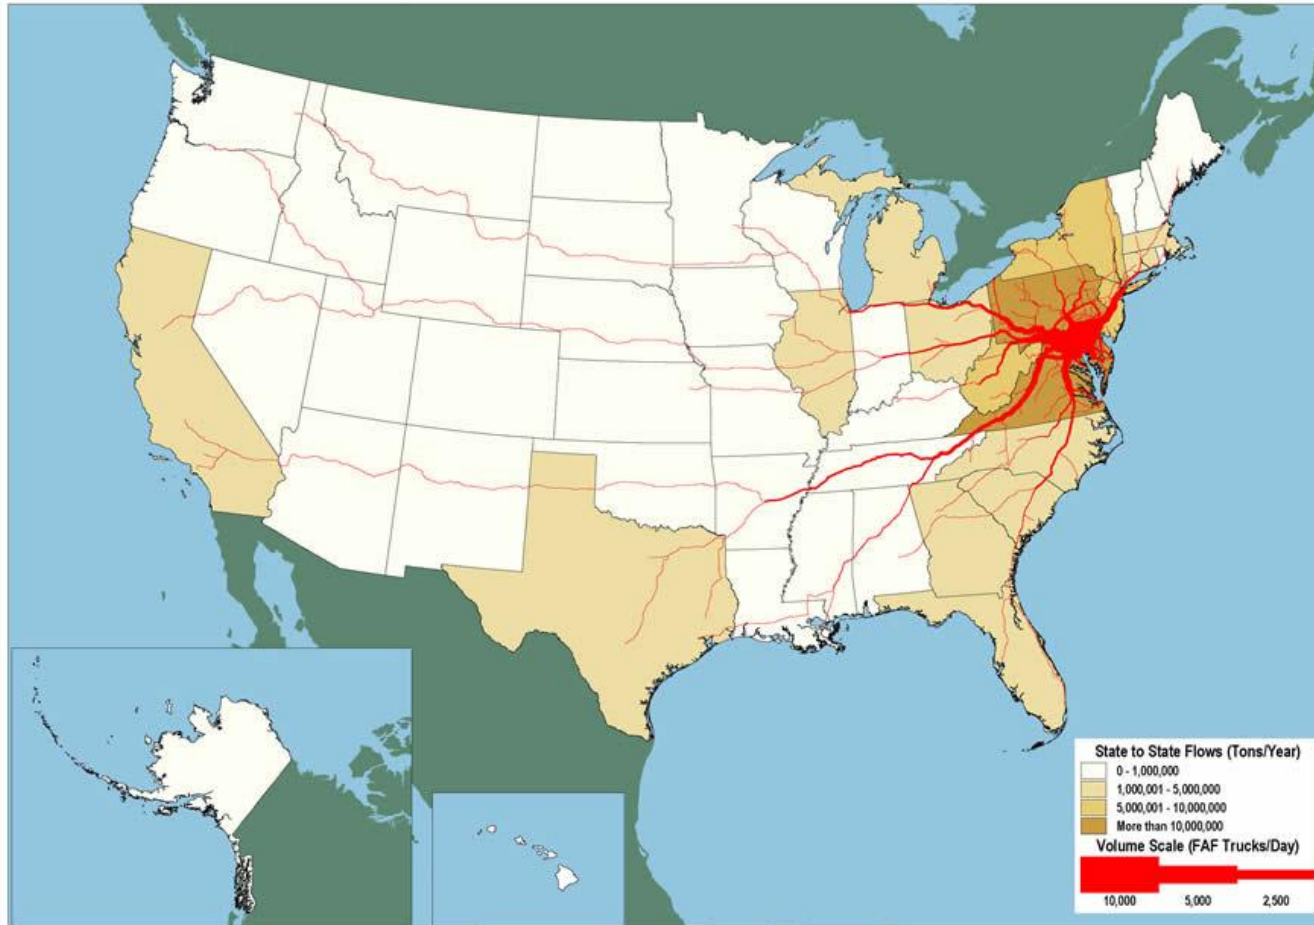 State to State Flows (Tons/Year)
0 - 1,000,000
1,000,001 - 5,000,000
5,000,001 - 10,000,000
More than 10,000,000
Volume Scale (FAF Trucks/Day)
10,000 5,000 2,500